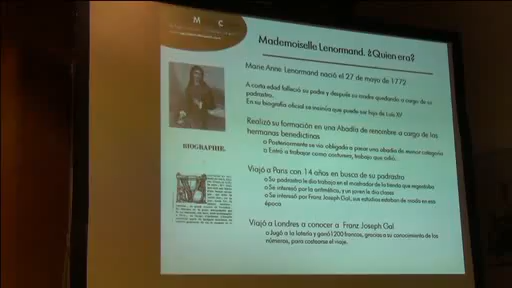 M C
Mademoiselle Lenormand. ¿Quien era?
Marie Anne Lenormand nació el 27 de mayo de 1772
A corta edad falleció su padre y después su madre quedando a cargo de su
padrastro.
En su biografía oficial se insinúa que puede ser hija de Luis XV
BIOGRAPHIE.
Realizó su formación en una Abadía de renombre a cargo de las
hermanas benedictinas
Posteriormente se vio obligada a pasar una abadía de menor categoría
Entró a trabajar como costurera, trabajo que odió.
Viajó a Paris con 14 años en busca de su padrastro
Su padrastro le dio trabajo en el mostrador de la tienda que regentaba
Se interesó por la aritmética, y un joven le dio clases
Se interesó por Franz Joseph Gal, sus estudios estaban de moda en esa
época
Viajó a Londres a conocer a Franz Joseph Gal
Jugó a la lotería y ganó 1200 francos, gracias a su conocimiento de los
números, para costearse el viaje.